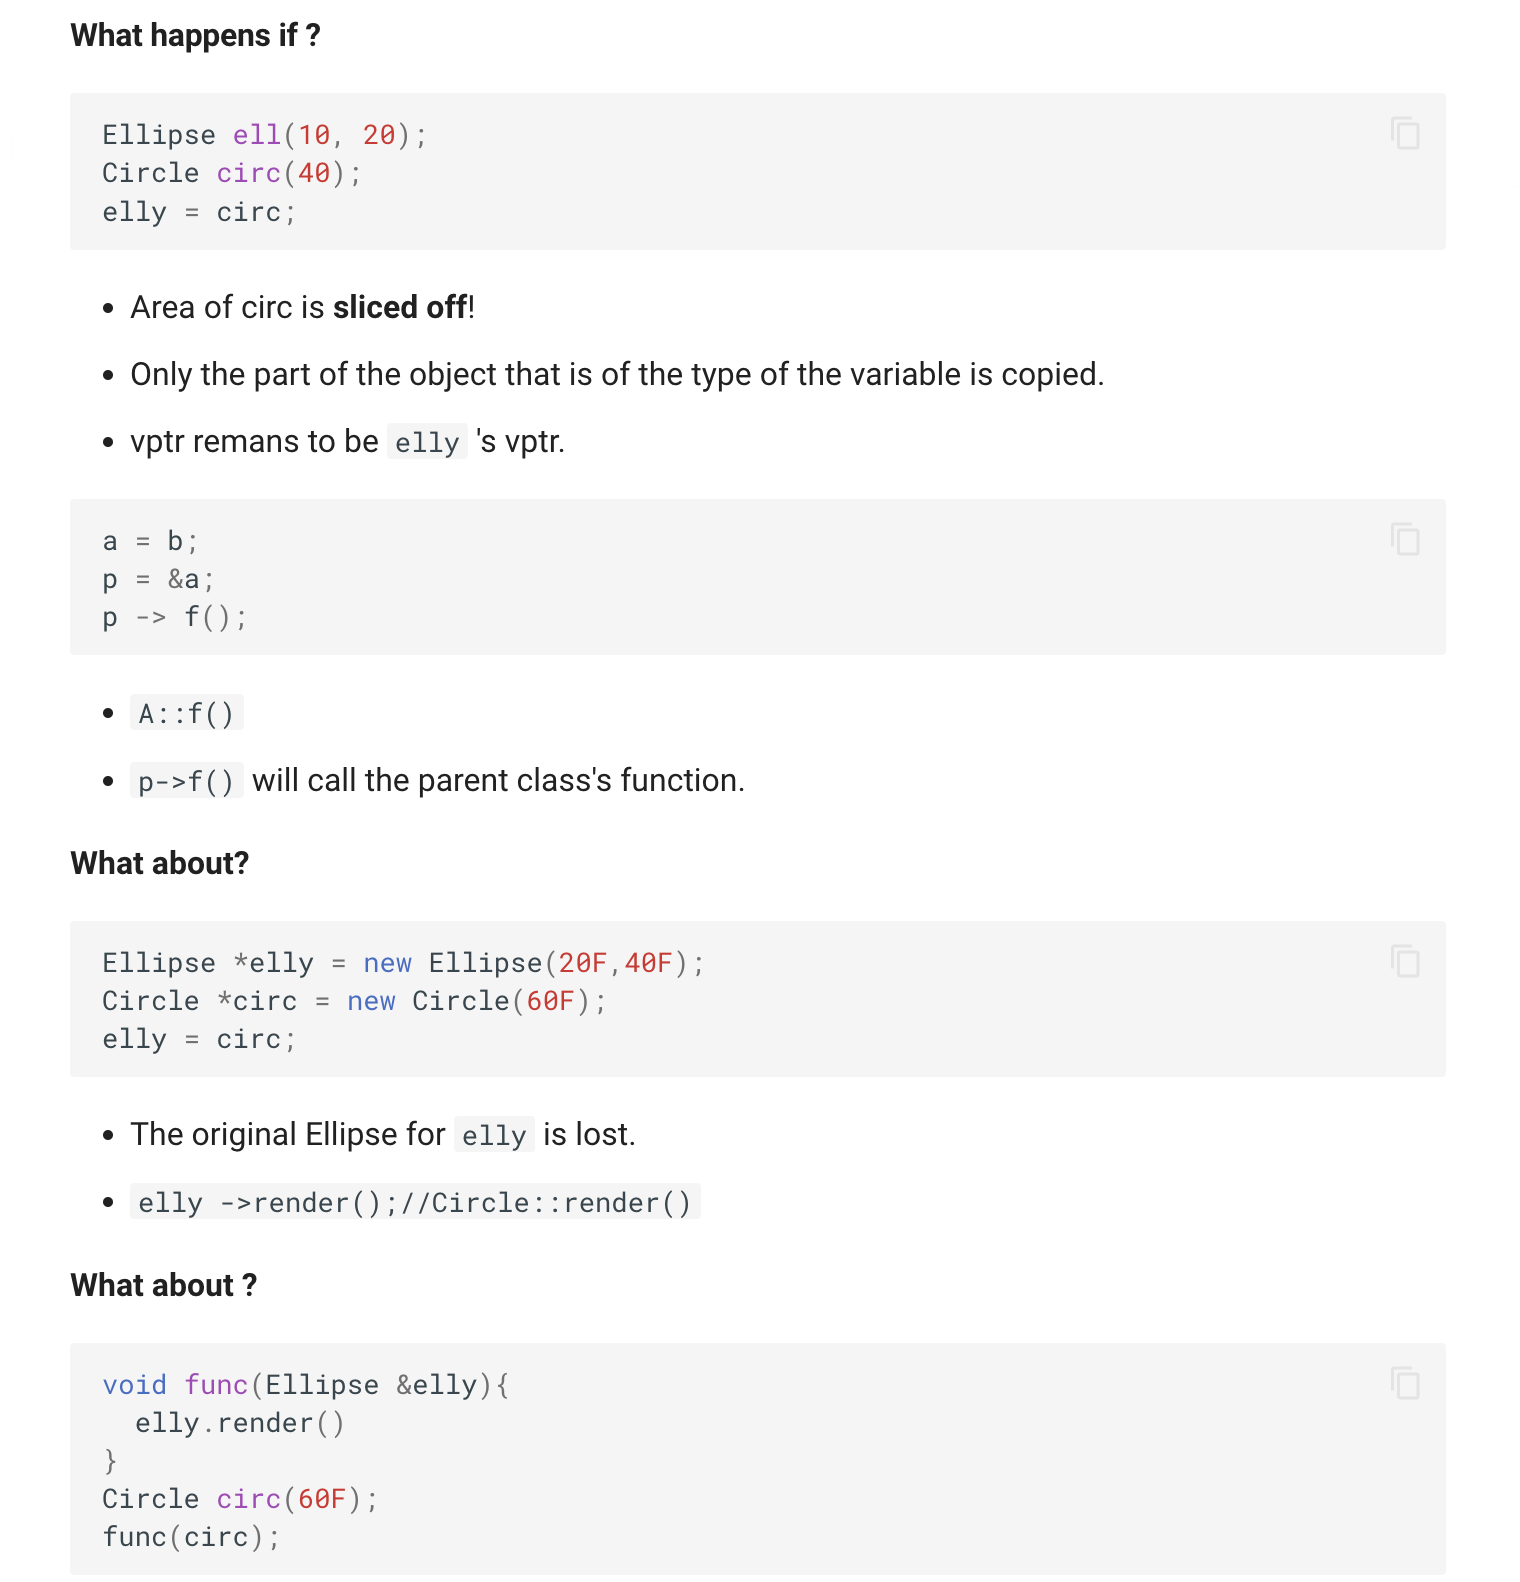 What happens if ?
Ellipse ell(10, 20);
Circle circ(40);
elly = circ;
Area of circ is sliced off!
Only the part of the object that is of the type of the variable is copied.
vptr remans to be elly 's vptr.
a = b;
p = &a;
p -> f();
A::f()
p->f() will call the parent class's function.
What about?
Ellipse *elly = new Ellipse(20F,40F);
Circle *circ = new Circle(60F);
elly = circ;
The original Ellipse for elly is lost.
elly ->render();//Circle::render()
What about ?
void func(Ellipse &elly){
  elly.render()
}
Circle circ(60F);
func(circ);